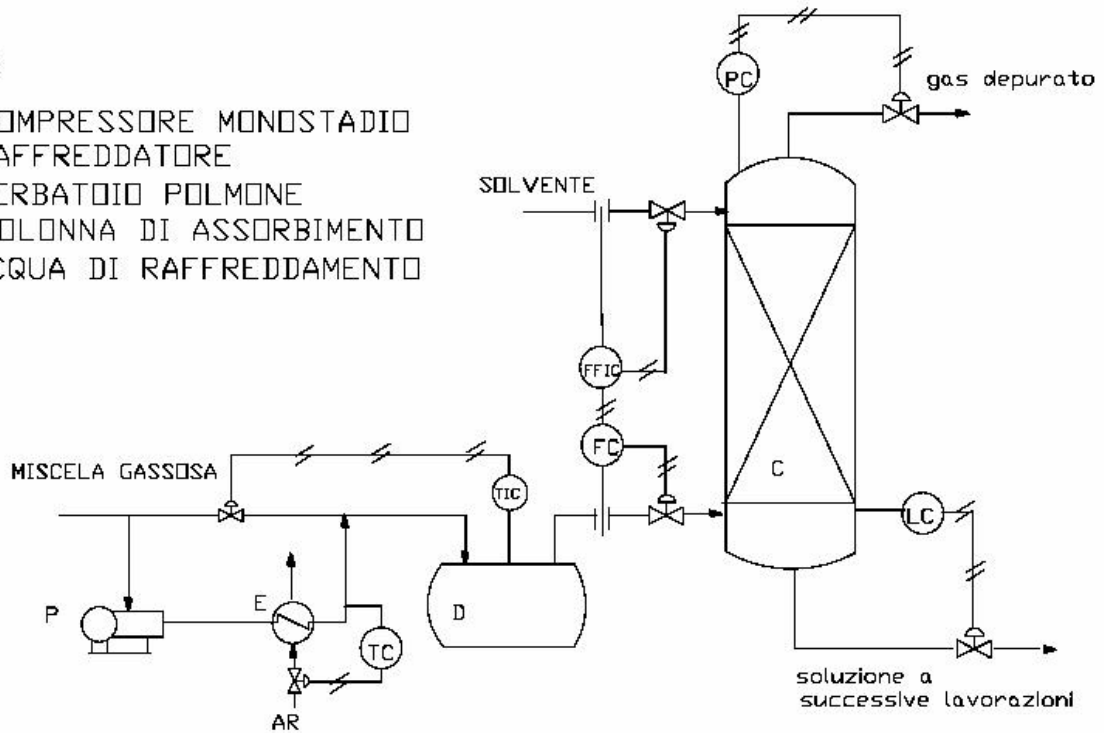 OMPRESSORE MONOSTADIO
AFFREDDATORE
ERBATOIO POLMONE
OLONNA DI ASSORBIMENTO
CQUA DI RAFFREDDAMENTO
PC
gas depurato
SOLVENTE
FFIC
FC
C
MISCELA GASSOSA
TIC
LC
P
E
D
TC
AR
soluzione a
successive lavorazioni